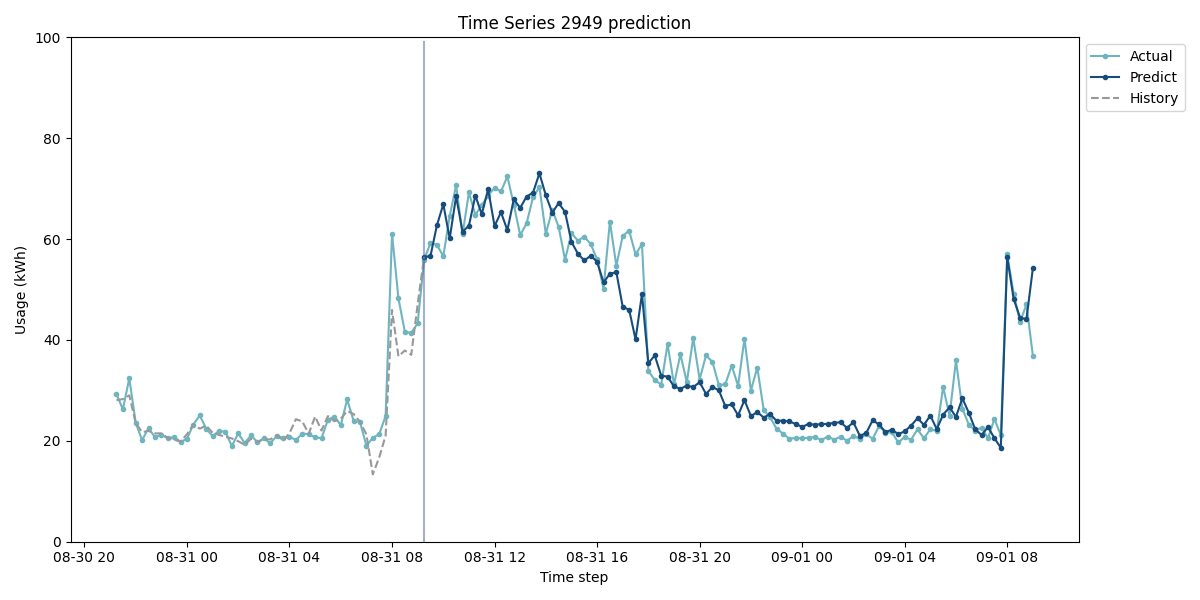 Time Series 2949 prediction
100
80
60
40
20
0
Usage (kWh)
08-30 20
08-31 00
08-31 04
08-31 08
08-31 12
08-31 16
08-31 20
09-01 00
09-01 04
09-01 08
Time step
Actual
Predict
History